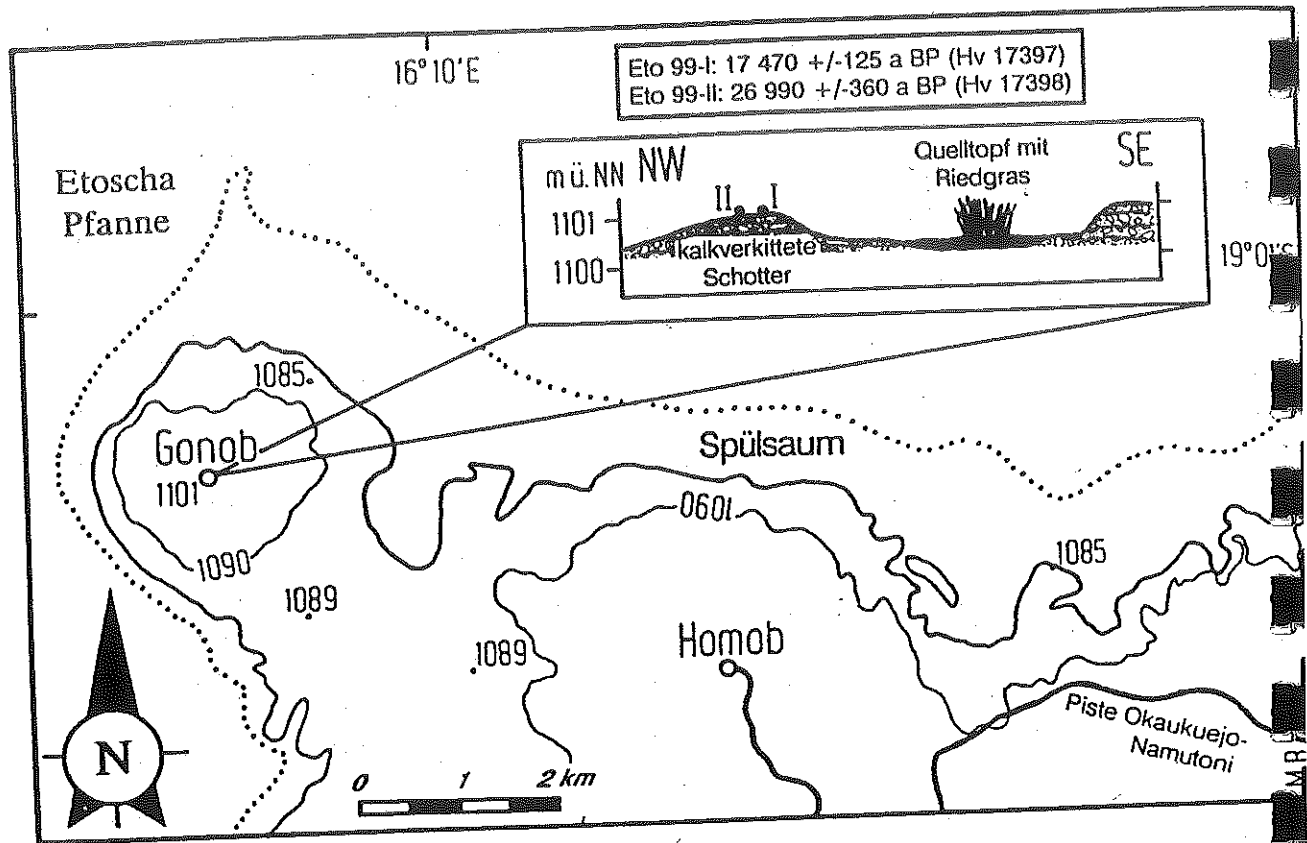 16°10'E
Eto 99-I: 17 470 +/-125 a BP (Hv 17397)
Eto 99-II: 26 990 +/-360 a BP (Hv 17398)
Etoscha
Pfanne
m ü. NN NW
Quelltopf mit
Riedgras
SE
II I
1101
1100
kalkverkittete
Schotter
1085
Gonob
1101
Spülsaum
1090
1090
1089
1085
1089
Homob
Piste Okaukuejo-
Namutoni
N
0 1 2 km